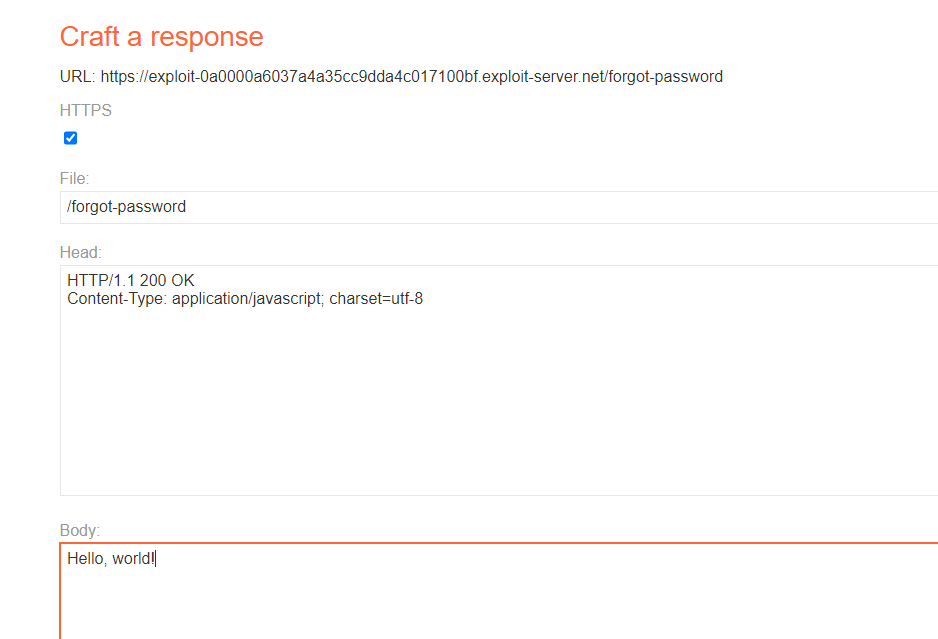 Craft a response
URL: https://exploit-0a0000a6037a4a35cc9dda4c017100bf.exploit-server.net/forgot-password
HTTPS
File:
/forgot-password
Head:
HTTP/1.1 200 OK
Content-Type: application/javascript; charset=utf-8
Body:
Hello, world!